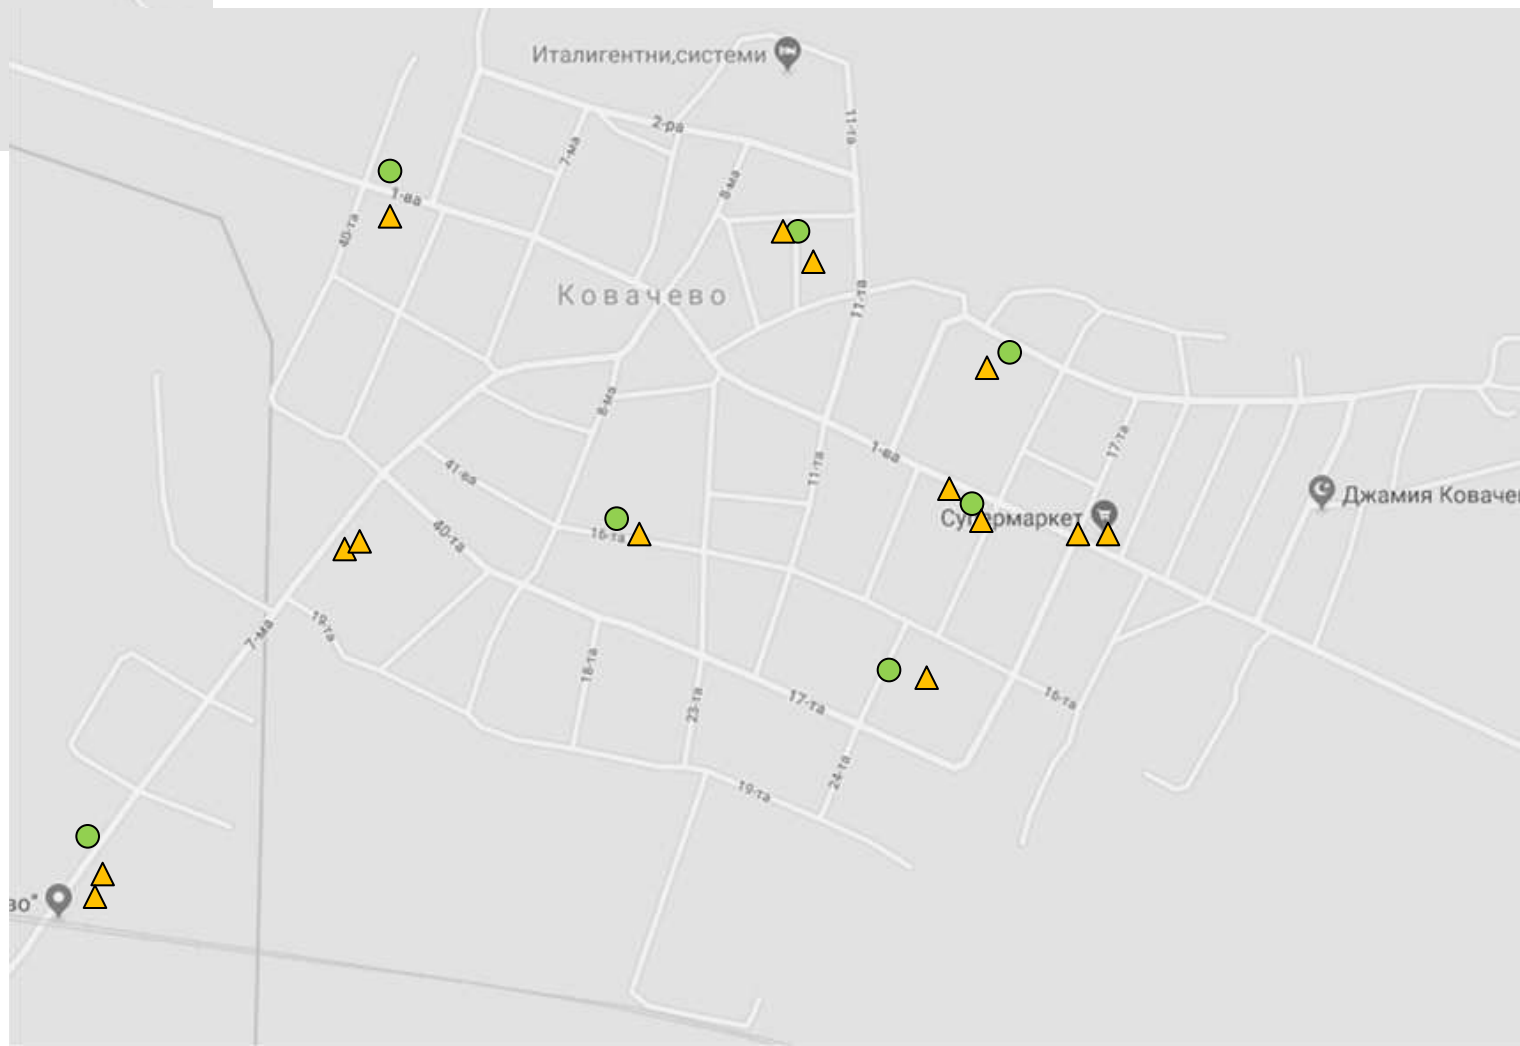 Италигентни,системи
11-та
2-ра
7-ма
8-ма
1-ва
40-та
Ковачево
11-та
8-ма
17-та
1-ва
11-та
41-ва
Джамия Ковачев
Супермаркет
40-та
16-та
19-та
7-ма
18-та
16-та
17-та
23-та
24-та
19-та
во"